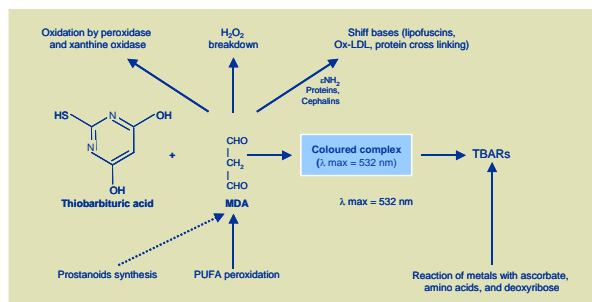 Oxidation by peroxidase
and xanthine oxidase
H2O2
breakdown
Shiff bases (lipofuscins,
Ox-LDL, protein cross linking)
εNH2
Proteins,
Cephalins
HS
N
OH
N
OH
Thiobarbituric acid
+
CHO
CH2
CHO
MDA
Coloured complex
(λ max = 532 nm)
TBARs
λ max = 532 nm
Prostanoids synthesis
PUFA peroxidation
Reaction of metals with ascorbate,
amino acids, and deoxyribose